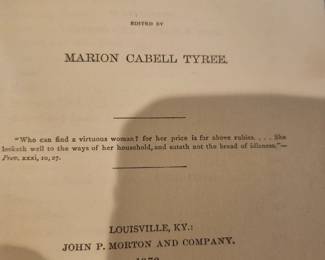 EDITED BY
MARION CABELL TYREE.
"Who can find a virtuous woman? for her price is far above rubies. . . . She
looketh well to the ways of her household, and eateth not the bread of idleness."—
Prov. xxxi, 10, 27.
LOUISVILLE, KY.:
JOHN P. MORTON AND COMPANY.